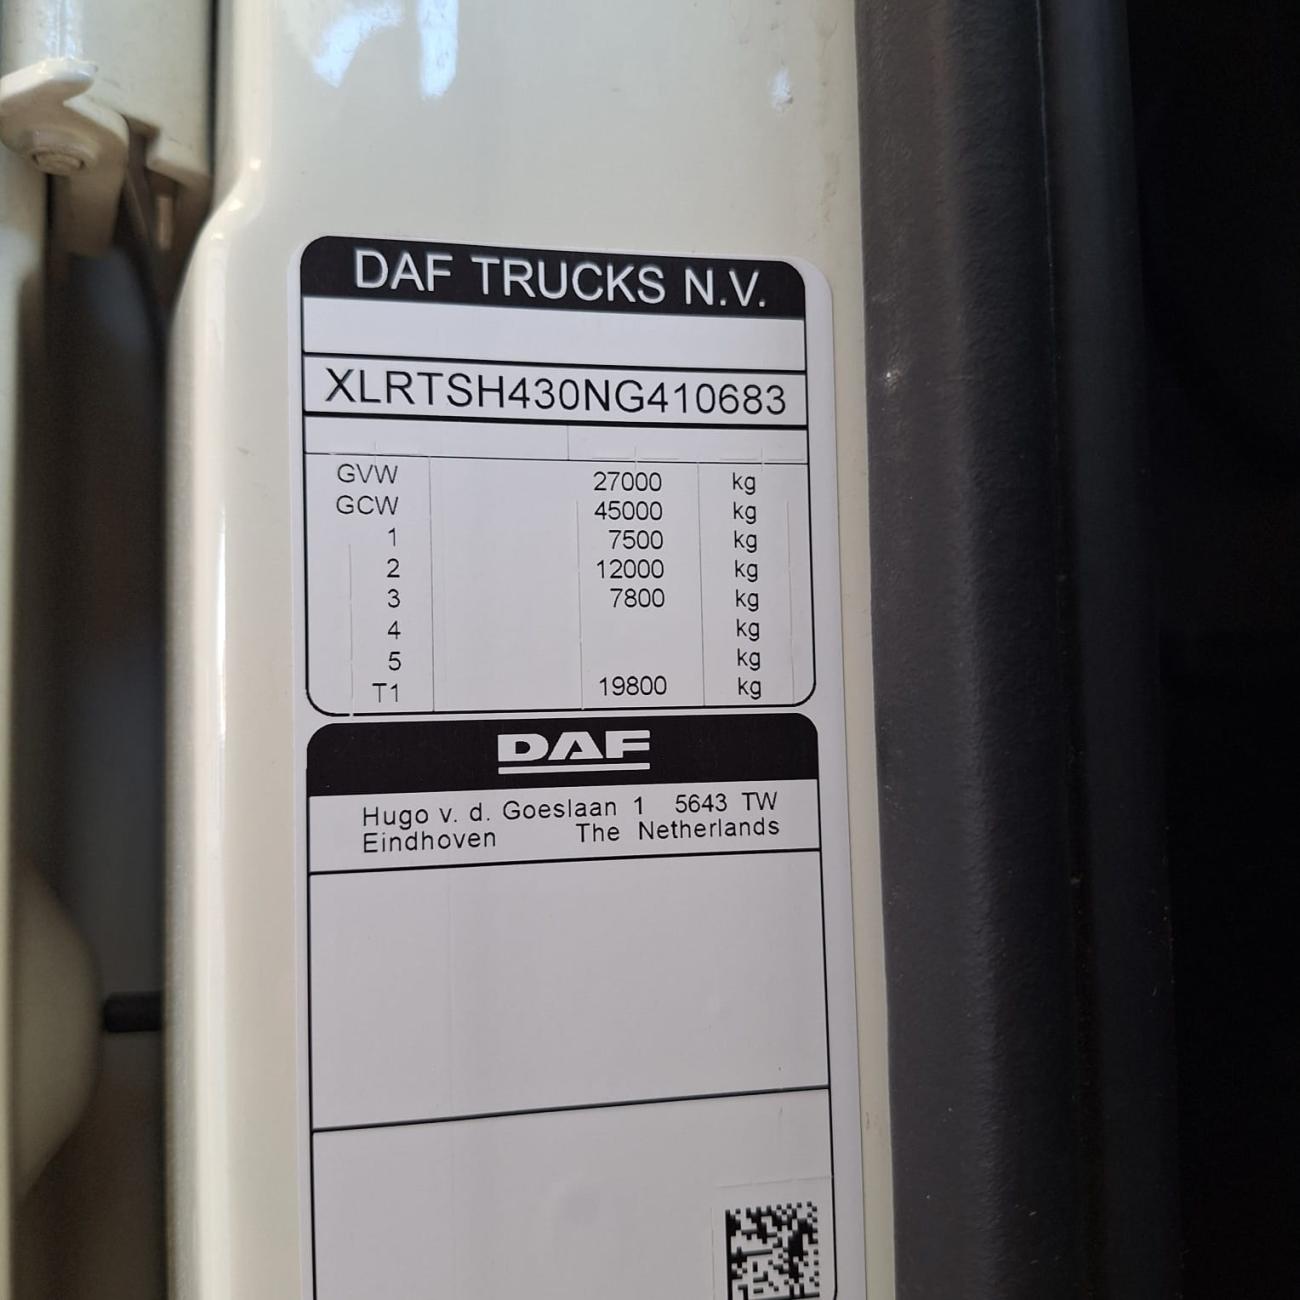 DAF TRUCKS N.V.
XLRTSH430NG410683
GVW 27000 kg
GCW 45000 kg
1 7500 kg
2 12000 kg
3 7800 kg
4 kg
5 kg
T1 19800 kg
DAF
Hugo v. d. Goeslaan 1 5643 TW
Eindhoven The Netherlands